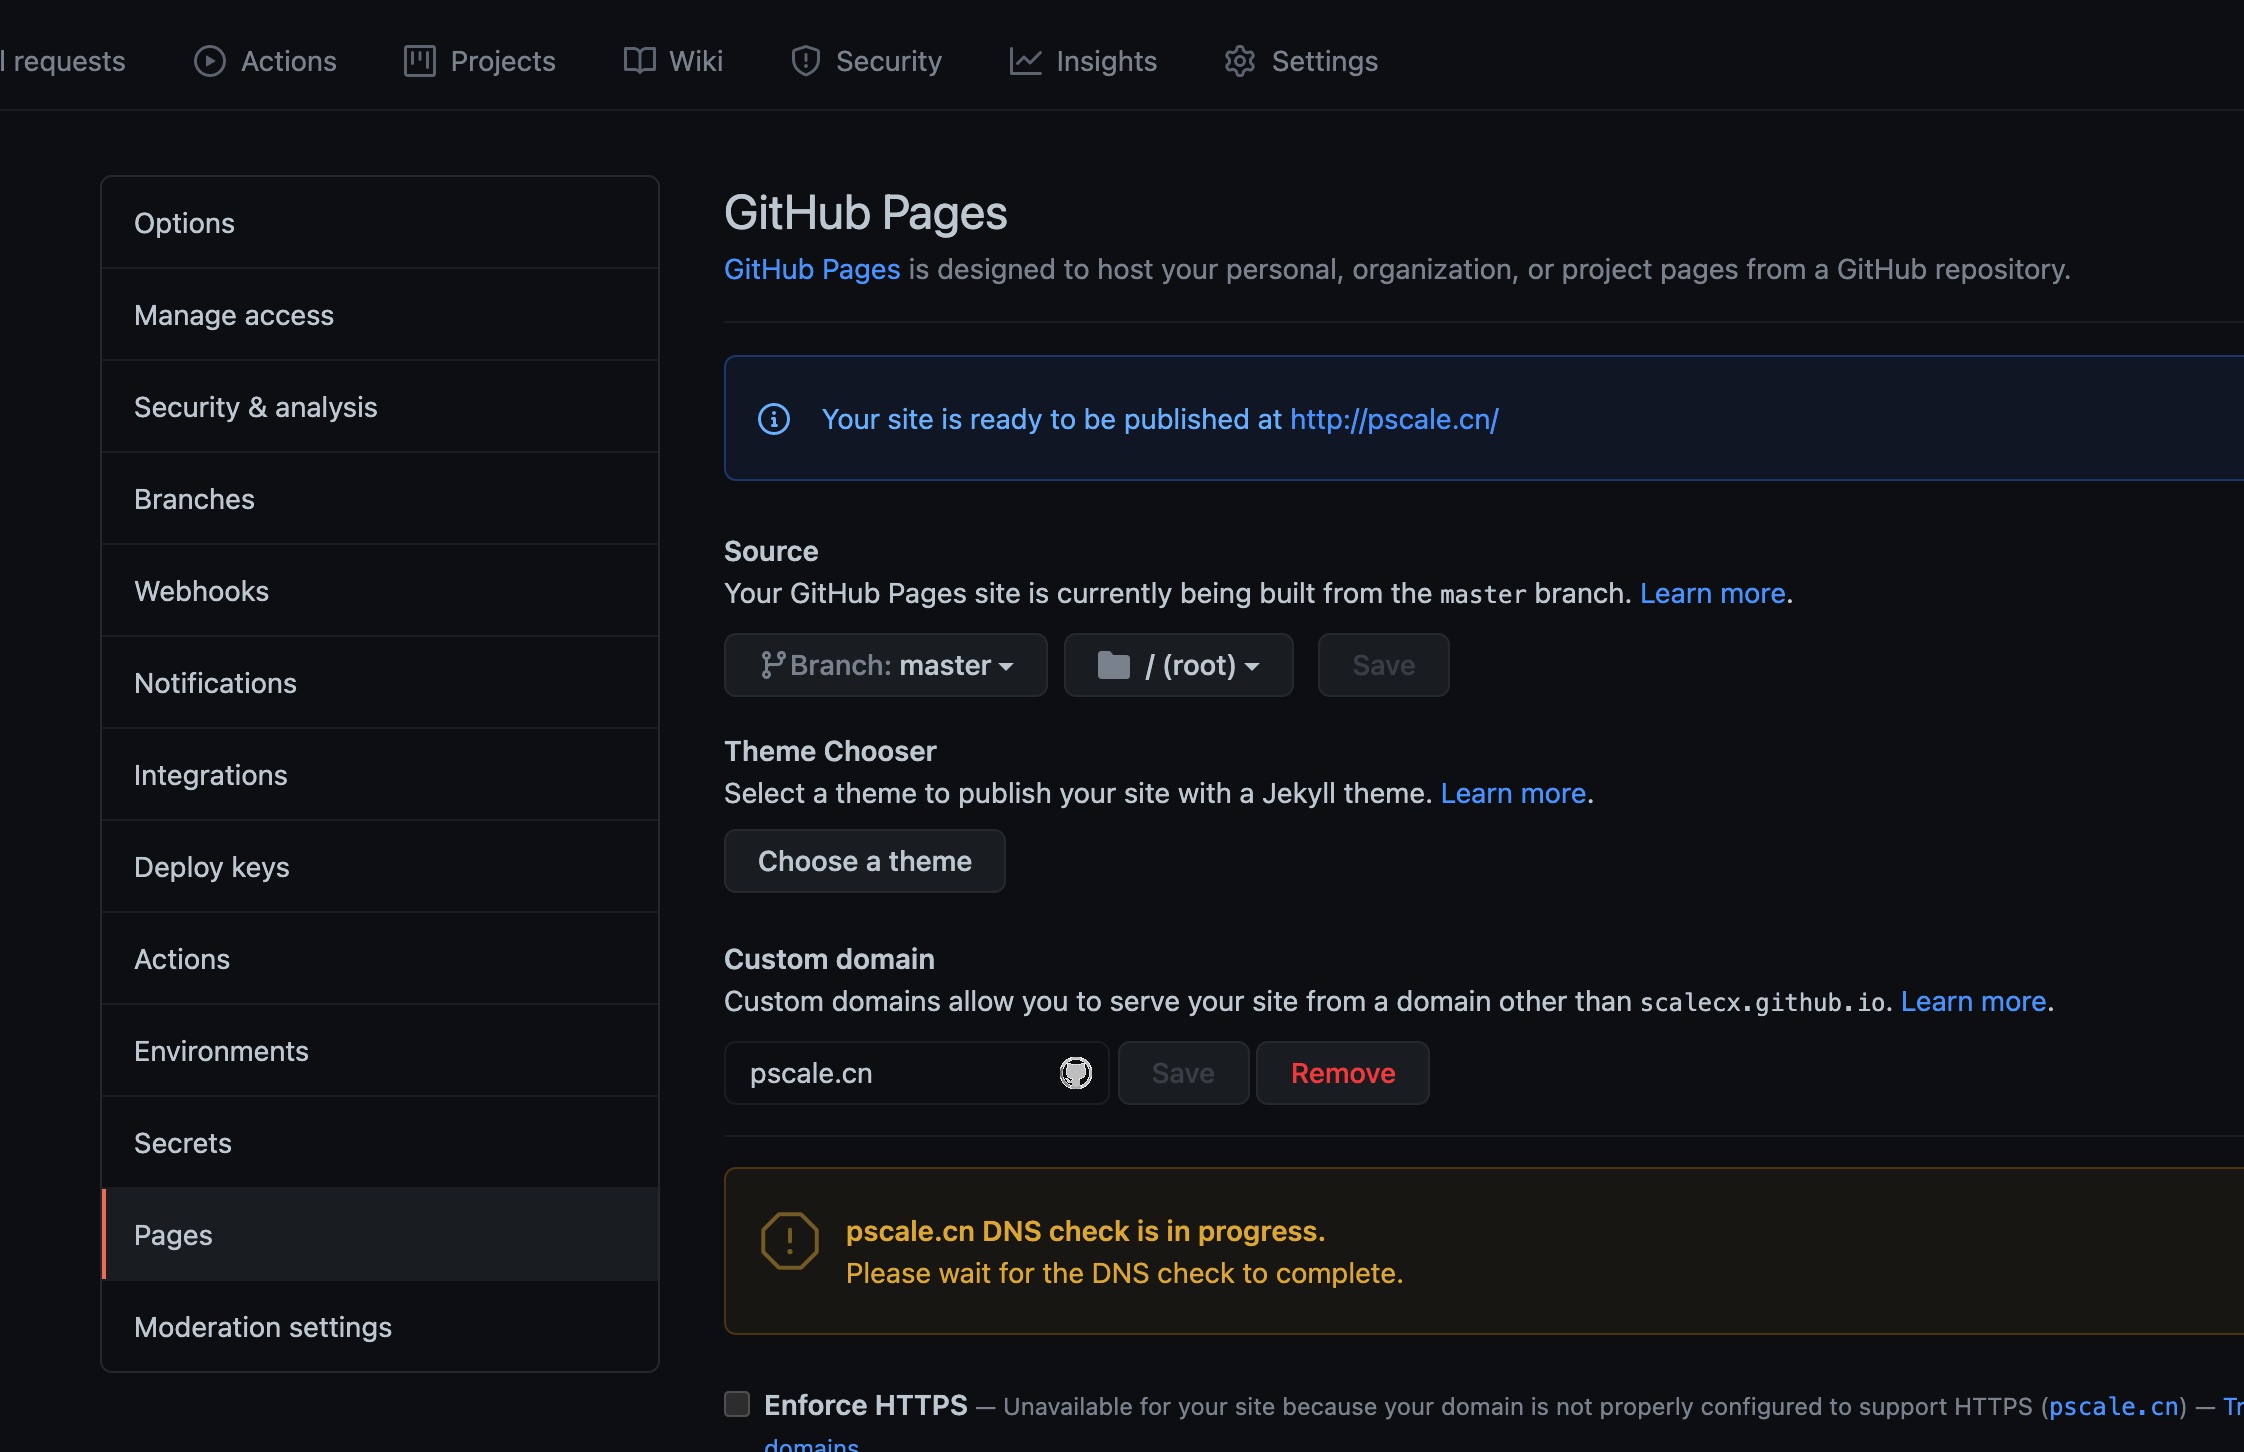 requests
Actions
Projects
Wiki
Security
Insights
Settings
Options
Manage access
Security & analysis
Branches
Webhooks
Notifications
Integrations
Deploy keys
Actions
Environments
Secrets
Pages
Moderation settings
GitHub Pages
GitHub Pages is designed to host your personal, organization, or project pages from a GitHub repository.
Your site is ready to be published at http://pscale.cn/
Source
Your GitHub Pages site is currently being built from the master branch. Learn more.
Branch: master
/ (root)
Save
Theme Chooser
Select a theme to publish your site with a Jekyll theme. Learn more.
Choose a theme
Custom domain
Custom domains allow you to serve your site from a domain other than scalecx.github.io. Learn more.
pscale.cn
Save
Remove
pscale.cn DNS check is in progress.
Please wait for the DNS check to complete.
Enforce HTTPS — Unavailable for your site because your domain is not properly configured to support HTTPS (pscale.cn) —
domains